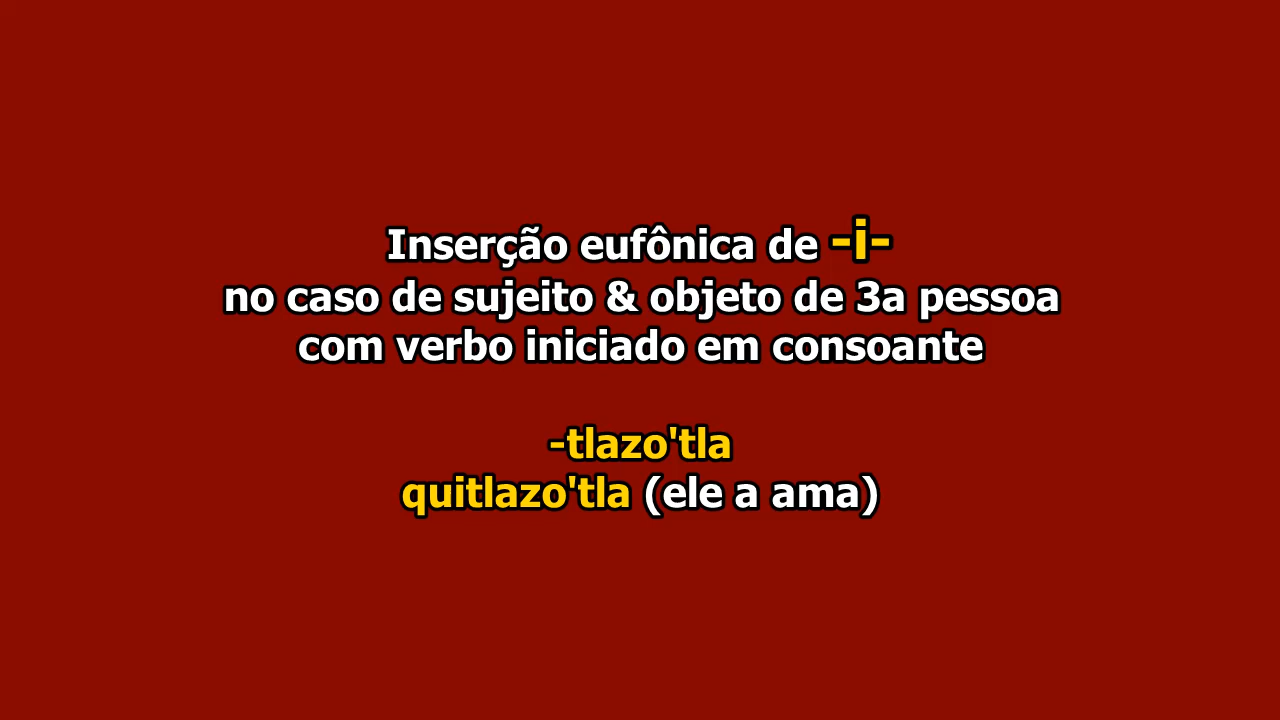 Inserção eufônica de -i-
no caso de sujeito & objeto de 3a pessoa
com verbo iniciado em consoante
-tlazo'tla
quitlazo'tla (ele a ama)